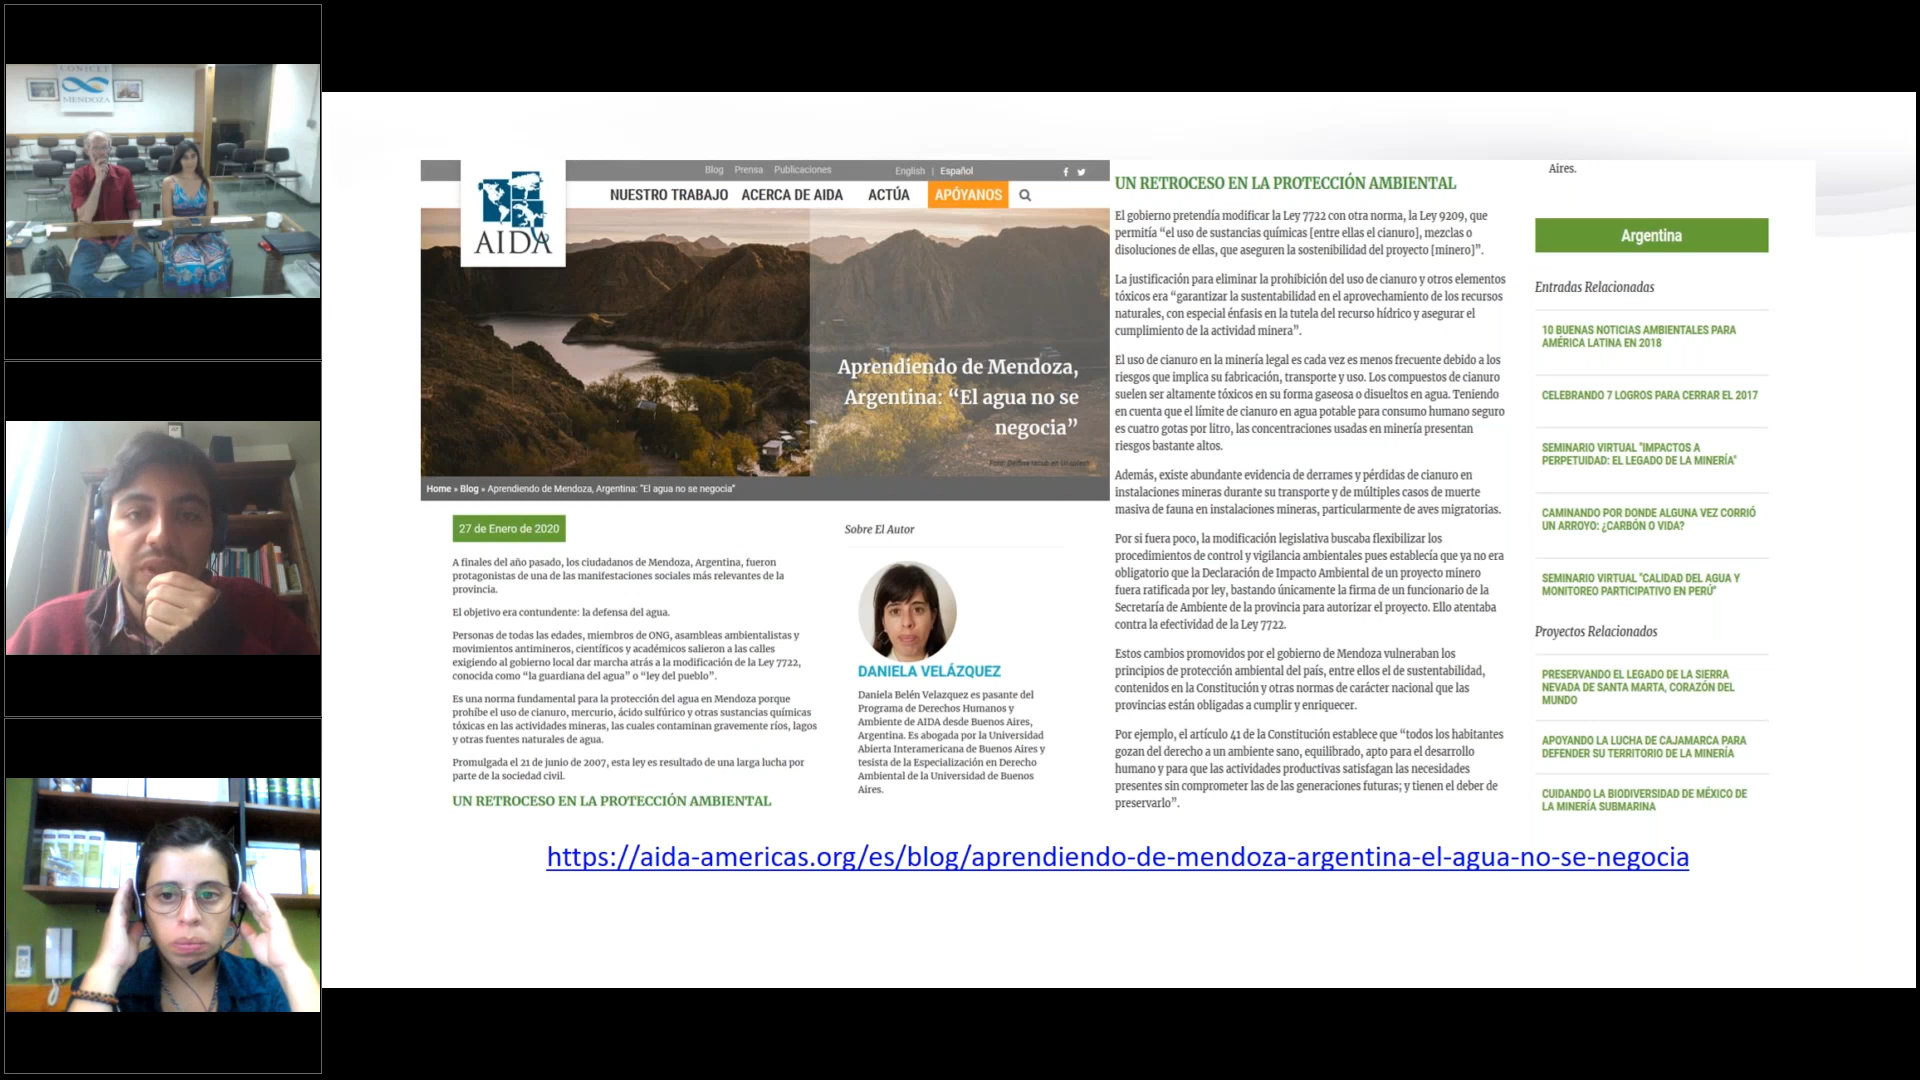 CONICET
MENDOZA
AIDA
Blog Prensa Publicaciones
English | Español
NUESTRO TRABAJO ACERCA DE AIDA ACTÚA APÓYANOS
Aprendiendo de Mendoza,
Argentina: “El agua no se
negocia”
Home » Blog » Aprendiendo de Mendoza, Argentina: “El agua no se negocia”
27 de Enero de 2020
A finales del año pasado, los ciudadanos de Mendoza, Argentina, fueron
protagonistas de una de las manifestaciones sociales más relevantes de la
provincia.
El objetivo era contundente: la defensa del agua.
Personas de todas las edades, miembros de ONG, asambleas ambientalistas y
movimientos antimineros, científicos y académicos salieron a las calles
exigiendo al gobierno local dar marcha atrás a la modificación de la Ley 7722,
conocida como “la guardiana del agua” o “ley del pueblo”.
Es una norma fundamental para la protección del agua en Mendoza porque
prohíbe el uso de cianuro, mercurio, ácido sulfúrico y otras sustancias químicas
tóxicas en las actividades mineras, las cuales contaminan gravemente ríos, lagos
y otras fuentes naturales de agua.
Promulgada el 21 de junio de 2007, esta ley es resultado de una larga lucha por
parte de la sociedad civil.
UN RETROCESO EN LA PROTECCIÓN AMBIENTAL
Sobre El Autor
DANIELA VELÁZQUEZ
Daniela Belén Velazquez es pasante del
Programa de Derechos Humanos y
Ambiente de AIDA desde Buenos Aires,
Argentina. Es abogada por la Universidad
Abierta Interamericana de Buenos Aires y
tesista de la Especialización en Derecho
Ambiental de la Universidad de Buenos
Aires.
UN RETROCESO EN LA PROTECCIÓN AMBIENTAL
El gobierno pretendía modificar la Ley 7722 con otra norma, la Ley 9209, que
permitía “el uso de sustancias químicas [entre ellas el cianuro], mezclas o
disoluciones de ellas, que aseguren la sostenibilidad del proyecto [minero]”.
La justificación para eliminar la prohibición del uso de cianuro y otros elementos
tóxicos era “garantizar la sustentabilidad en el aprovechamiento de los recursos
naturales, con especial énfasis en la tutela del recurso hídrico y asegurar el
cumplimiento de la actividad minera”.
El uso de cianuro en la minería legal es cada vez es menos frecuente debido a los
riesgos que implica su fabricación, transporte y uso. Los compuestos de cianuro
suelen ser altamente tóxicos en su forma gaseosa o disueltos en agua. Teniendo
en cuenta que el límite de cianuro en agua potable para consumo humano seguro
es cuatro gotas por litro, las concentraciones usadas en minería presentan
riesgos bastante altos.
Además, existe abundante evidencia de derrames y pérdidas de cianuro en
instalaciones mineras durante su transporte y de múltiples casos de muerte
masiva de fauna en instalaciones mineras, particularmente de aves migratorias.
Por si fuera poco, la modificación legislativa buscaba flexibilizar los
procedimientos de control y vigilancia ambientales pues establecía que ya no era
obligatorio que la Declaración de Impacto Ambiental de un proyecto minero
fuera ratificada por ley, bastando únicamente la firma de un funcionario de la
Secretaría de Ambiente de la provincia para autorizar el proyecto. Ello atentaba
contra la efectividad de la Ley 7722.
Estos cambios promovidos por el gobierno de Mendoza vulneraban los
principios de protección ambiental del país, entre ellos el de sustentabilidad,
contenidos en la Constitución y otras normas de carácter nacional que las
provincias están obligadas a cumplir y enriquecer.
Por ejemplo, el artículo 41 de la Constitución establece que “todos los habitantes
gozan del derecho a un ambiente sano, equilibrado, apto para el desarrollo
humano y para que las actividades productivas satisfagan las necesidades
presentes sin comprometer las de las generaciones futuras; y tienen el deber de
preservarlo”.
Aires.
Argentina
Entradas Relacionadas
10 BUENAS NOTICIAS AMBIENTALES PARA
AMÉRICA LATINA EN 2018
CELEBRANDO 7 LOGROS PARA CERRAR EL 2017
SEMINARIO VIRTUAL "IMPACTOS A
PERPETUIDAD: EL LEGADO DE LA MINERÍA"
CAMINANDO POR DONDE ALGUNA VEZ CORRIÓ
UN ARROYO: ¿CARBÓN O VIDA?
SEMINARIO VIRTUAL "CALIDAD DEL AGUA Y
MONITOREO PARTICIPATIVO EN PERÚ"
Proyectos Relacionados
PRESERVANDO EL LEGADO DE LA SIERRA
NEVADA DE SANTA MARTA, CORAZÓN DEL
MUNDO
APOYANDO LA LUCHA DE CAJAMARCA PARA
DEFENDER SU TERRITORIO DE LA MINERÍA
CUIDANDO LA BIODIVERSIDAD DE MÉXICO DE
LA MINERÍA SUBMARINA
https://aida-americas.org/es/blog/aprendiendo-de-mendoza-argentina-el-agua-no-se-negocia